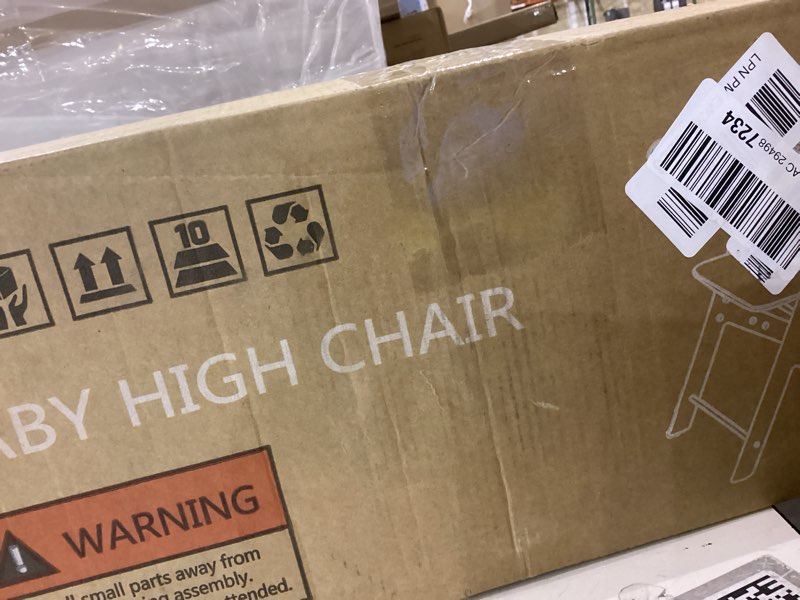 LPN PN
AC 29498 7234
10
ABY HIGH CHAIR
WARNING
small parts away from
assembly.
ttended.